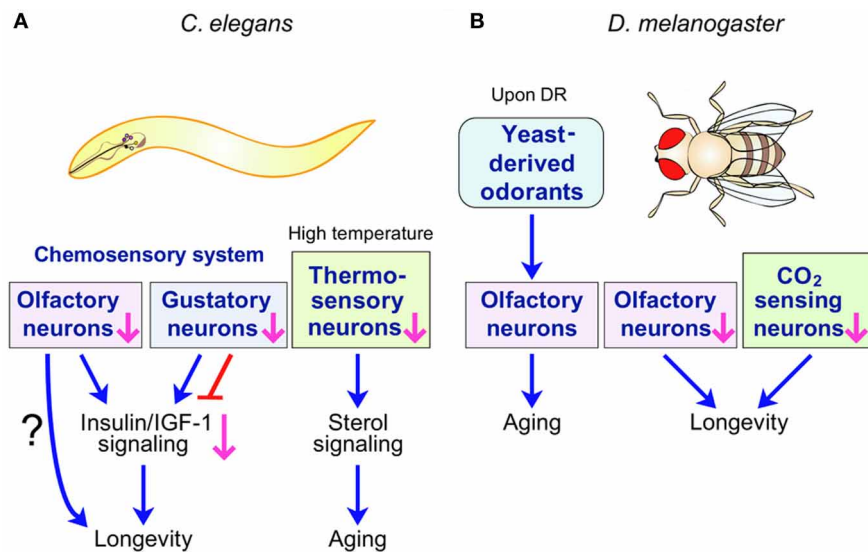 A
C. elegans
Chemosensory system
High temperature
Olfactory
neurons
Gustatory
neurons
Thermo-
sensory
neurons
?
Insulin/IGF-1
signaling
Sterol
signaling
Longevity
Aging
B
D. melanogaster
Upon DR
Yeast-
derived
odorants
Olfactory
neurons
Olfactory
neurons
CO₂
sensing
neurons
Aging
Longevity